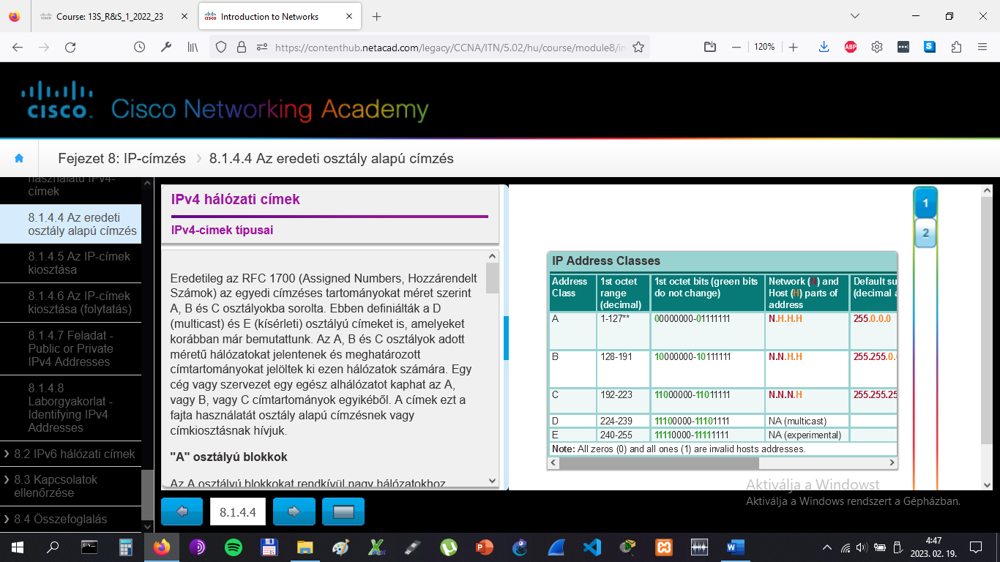 Course: 13S_R&S_1_2022_23
Introduction to Networks
https://contenthub.netacad.com/legacy/CCNA/ITN/5.02/hu/course/module8/in
120%
ABP
S
CISCO
Cisco Networking Academy
Fejezet 8: IP-címzés
8.1.4.4 Az eredeti osztály alapú címzés
használatú IPv4-
címek
8.1.4.4 Az eredeti
osztály alapú címzés
8.1.4.5 Az IP-címek
kiosztása
8.1.4.6 Az IP-címek
kiosztása (folytatás)
8.1.4.7 Feladat -
Public or Private
IPv4 Addresses
8.1.4.8
Laborgyakorlat -
Identifying IPv4
Addresses
8.2 IPv6 hálózati címek
8.3 Kapcsolatok
ellenőrzése
8.4 Összefoglalás
IPv4 hálózati címek
IPv4-címek típusai
Eredetileg az RFC 1700 (Assigned Numbers, Hozzárendelt
Számok) az egyedi címzéses tartományokat méret szerint
A, B és C osztályokba sorolta. Ebben definiálták a D
(multicast) és E (kísérleti) osztályú címeket is, amelyeket
korábban már bemutattunk. Az A, B és C osztályok adott
méretű hálózatokat jelentenek és meghatározott
címtartományokat jelöltek ki ezen hálózatok számára. Egy
cég vagy szervezet egy egész alhálózatot kaphat az A,
vagy B, vagy C címtartományok egyikéből. A címek ezt a
fajta használatát osztály alapú címzésnek vagy
címkiosztásnak hívjuk.
"A" osztályú blokkok
Az A osztályú blokkokat rendkívül nagy hálózatokhoz
8.1.4.4
1
2
IP Address Classes
Address Class 1st octet range (decimal) 1st octet bits (green bits do not change) Network (N) and Host (H) parts of address Default su (decimal a
A 1-127** 00000000-01111111 N.H.H.H 255.0.0.0
B 128-191 10000000-10111111 N.N.H.H 255.255.0.
C 192-223 11000000-11011111 N.N.N.H 255.255.25
D 224-239 11100000-11101111 NA (multicast)
E 240-255 11110000-11111111 NA (experimental)
Note: All zeros (0) and all ones (1) are invalid hosts addresses.
Aktiválja a Windowst
Aktiválja a Windows rendszert a Gépházban.
4:47
2023. 02. 19.